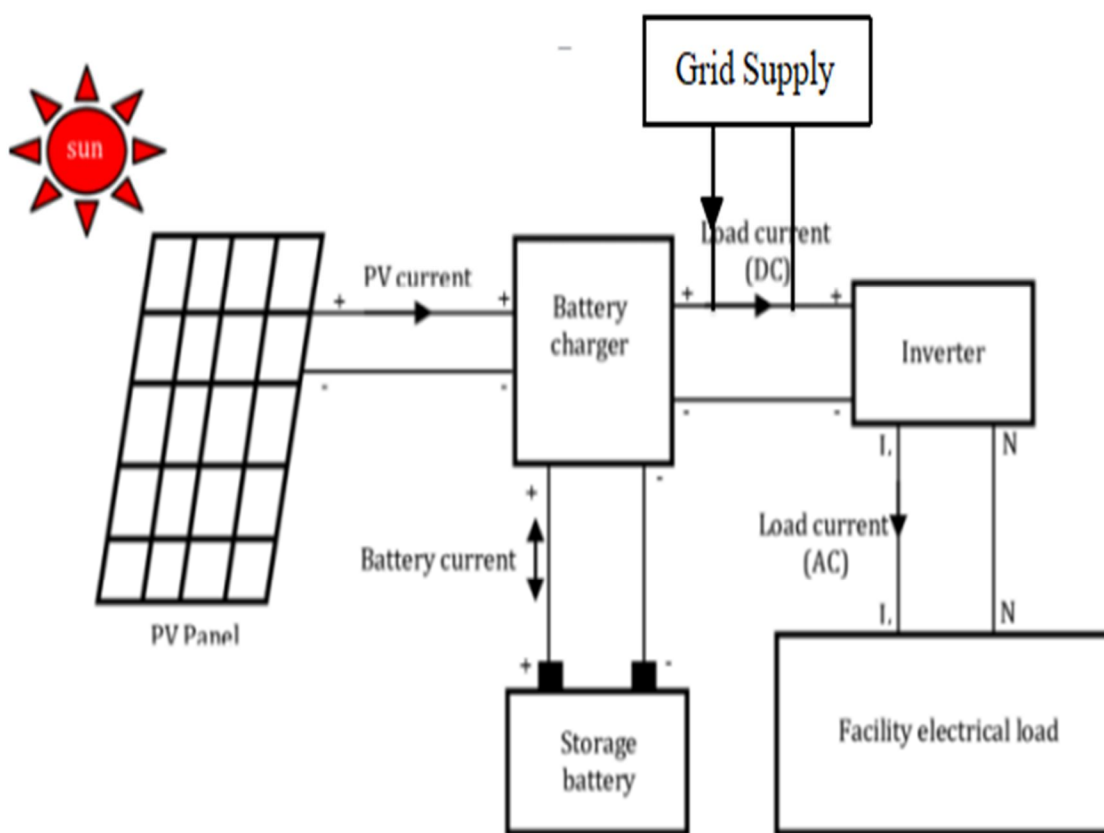 Grid Supply
sun
Load current
(DC)
PV current
+
+
+
+
Battery
charger
Inverter
-
-
-
-
L
N
+
-
Battery current
Load current
(AC)
L
N
PV Panel
+
-
Storage
battery
Facility electrical load